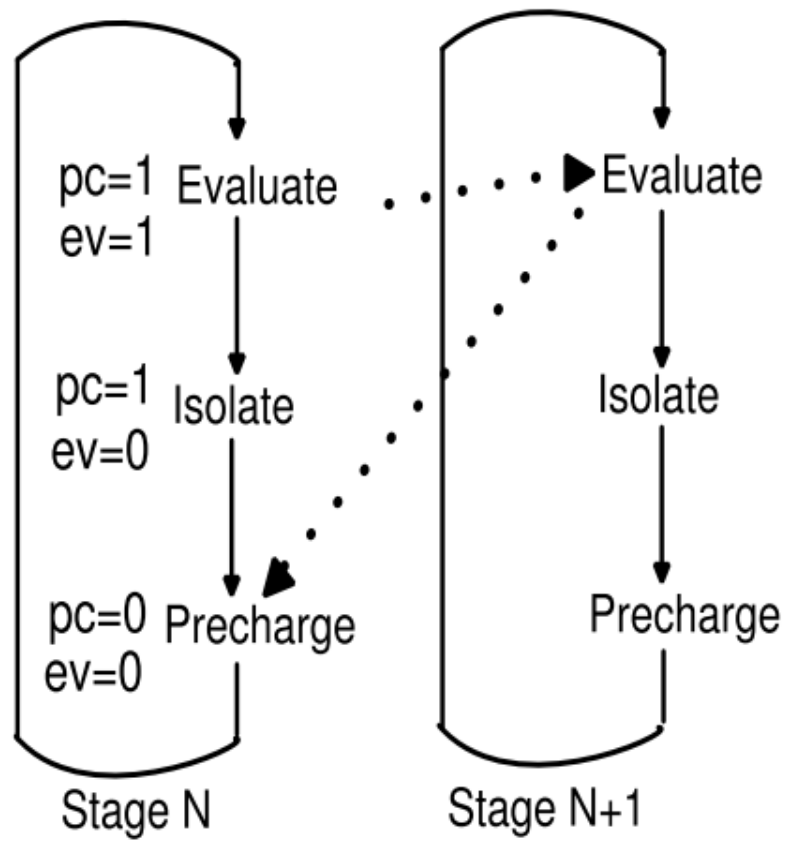 pc=1 Evaluate
ev=1
Evaluate
pc=1 Isolate
ev=0
Isolate
pc=0 Precharge
ev=0
Precharge
Stage N
Stage N+1